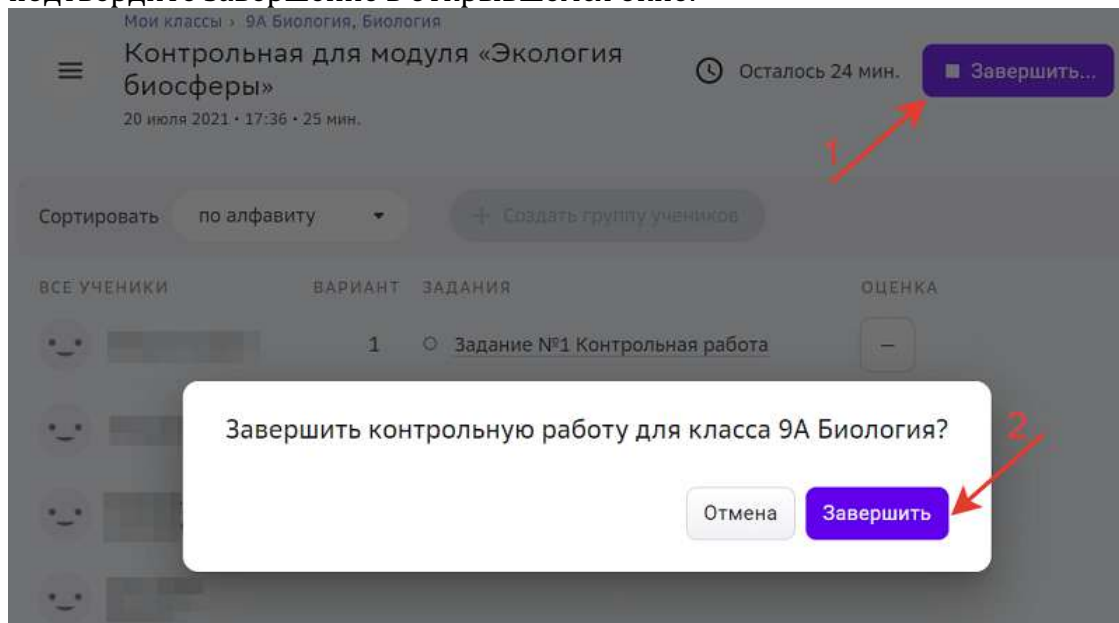 Мои классы › 9А Биология, Биология
Контрольная для модуля «Экология
биосферы»
20 июля 2021 • 17:36 • 25 мин.
Осталось 24 мин.
Завершить...
1
Сортировать по алфавиту
+ Создать группу учеников
ВСЕ УЧЕНИКИ ВАРИАНТ ЗАДАНИЯ ОЦЕНКА
1 Задание №1 Контрольная работа –
Завершить контрольную работу для класса 9А Биология?
2
Отмена Завершить